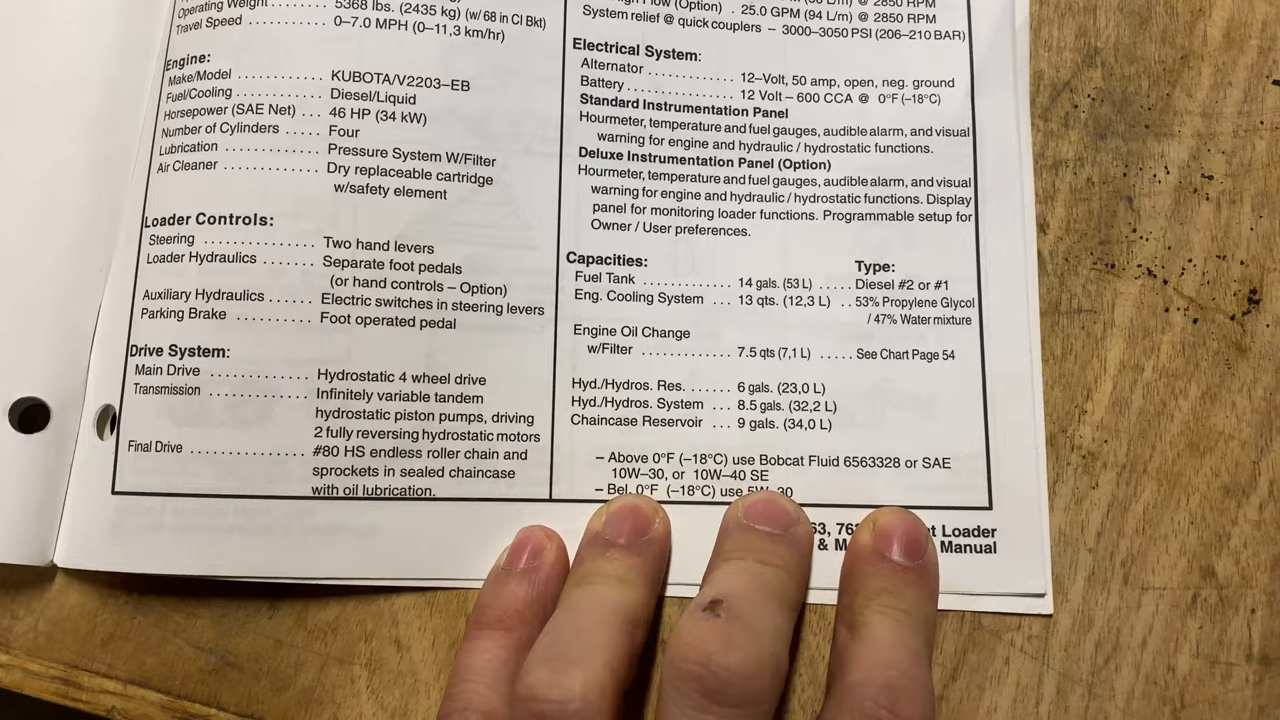 Operating Weight ........ 5368 lbs. (2435 kg) (w/ 68 in CI Bkt)
Travel Speed ............ 0–7.0 MPH (0–11,3 km/hr)
Engine:
Make/Model ............ KUBOTA/V2203–EB
Fuel/Cooling ............ Diesel/Liquid
Horsepower (SAE Net) ... 46 HP (34 kW)
Number of Cylinders ..... Four
Lubrication ............. Pressure System W/Filter
Air Cleaner ............. Dry replaceable cartridge
w/safety element
Loader Controls:
Steering ............... Two hand levers
Loader Hydraulics ....... Separate foot pedals
(or hand controls – Option)
Auxiliary Hydraulics ...... Electric switches in steering levers
Parking Brake .......... Foot operated pedal
Drive System:
Main Drive ............. Hydrostatic 4 wheel drive
Transmission ............ Infinitely variable tandem
hydrostatic piston pumps, driving
2 fully reversing hydrostatic motors
Final Drive .............. #80 HS endless roller chain and
sprockets in sealed chaincase
with oil lubrication.
@ 2850 RPM
Flow (Option) . 25.0 GPM (94 L/m) @ 2850 RPM
System relief @ quick couplers – 3000–3050 PSI (206–210 BAR)
Electrical System:
Alternator ............ 12–Volt, 50 amp, open, neg. ground
Battery ............... 12 Volt – 600 CCA @ 0°F (–18°C)
Standard Instrumentation Panel
Hourmeter, temperature and fuel gauges, audible alarm, and visual
warning for engine and hydraulic / hydrostatic functions.
Deluxe Instrumentation Panel (Option)
Hourmeter, temperature and fuel gauges, audible alarm, and visual
warning for engine and hydraulic / hydrostatic functions. Display
panel for monitoring loader functions. Programmable setup for
Owner / User preferences.
Capacities: Type:
Fuel Tank ............ 14 gals. (53 L) ..... Diesel #2 or #1
Eng. Cooling System ... 13 qts. (12,3 L) .. 53% Propylene Glycol
/ 47% Water mixture
Engine Oil Change
w/Filter ............ 7.5 qts (7,1 L) ..... See Chart Page 54
Hyd./Hydros. Res. ...... 6 gals. (23,0 L)
Hyd./Hydros. System ... 8.5 gals. (32,2 L)
Chaincase Reservoir ... 9 gals. (34,0 L)
– Above 0°F (–18°C) use Bobcat Fluid 6563328 or SAE
10W–30, or 10W–40 SE
– Bel. 0°F (–18°C) use 30
Loader
& Manual